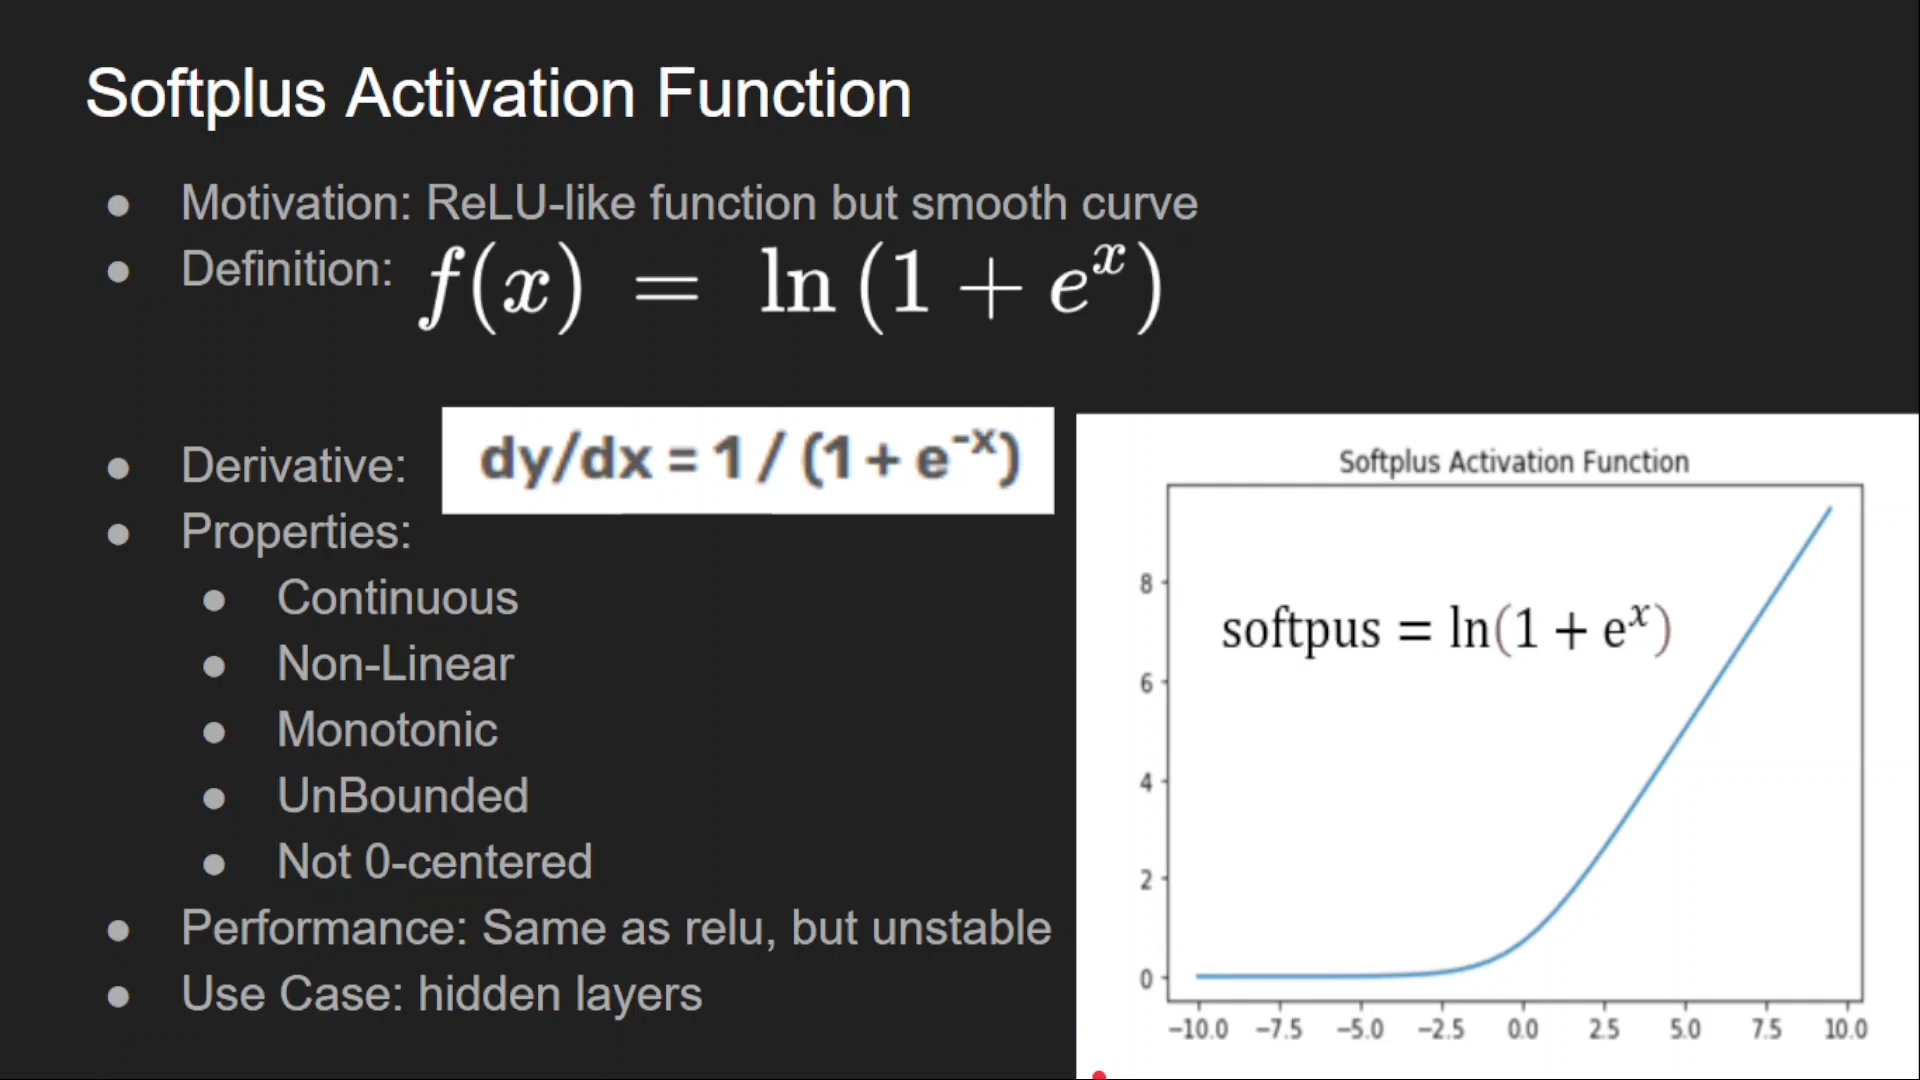 Softplus Activation Function
● Motivation: ReLU-like function but smooth curve
● Definition: f(x) = ln(1 + eˣ)
● Derivative: dy/dx = 1 / (1 + e⁻ˣ)
● Properties:
● Continuous
● Non-Linear
● Monotonic
● UnBounded
● Not 0-centered
● Performance: Same as relu, but unstable
● Use Case: hidden layers
Softplus Activation Function
softpus = ln(1 + eˣ)
8
6
4
2
0
−10.0 −7.5 −5.0 −2.5 0.0 2.5 5.0 7.5 10.0